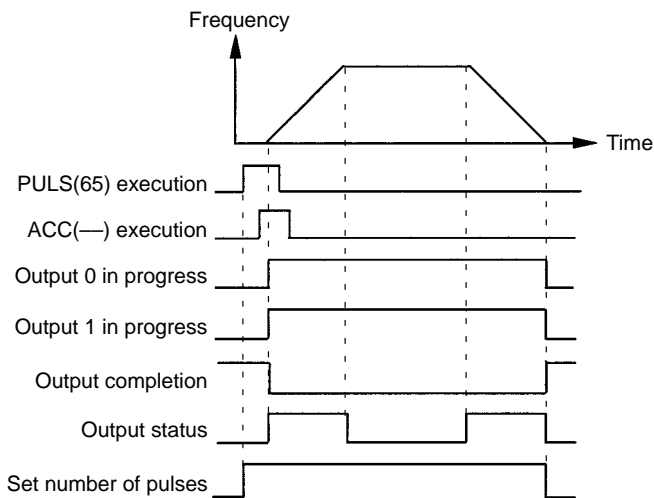 Frequency
Time
PULS(65) execution
ACC(––) execution
Output 0 in progress
Output 1 in progress
Output completion
Output status
Set number of pulses